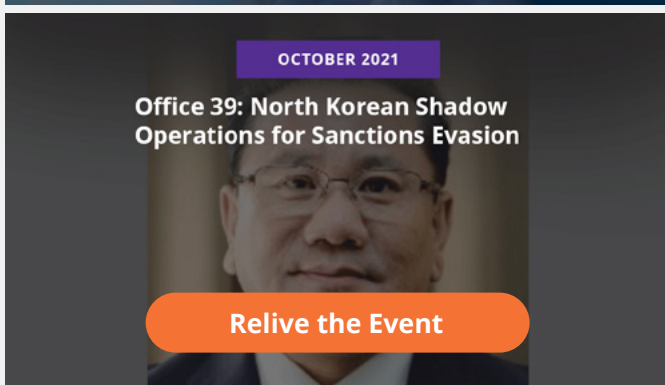 OCTOBER 2021
Office 39: North Korean Shadow
Operations for Sanctions Evasion
Relive the Event